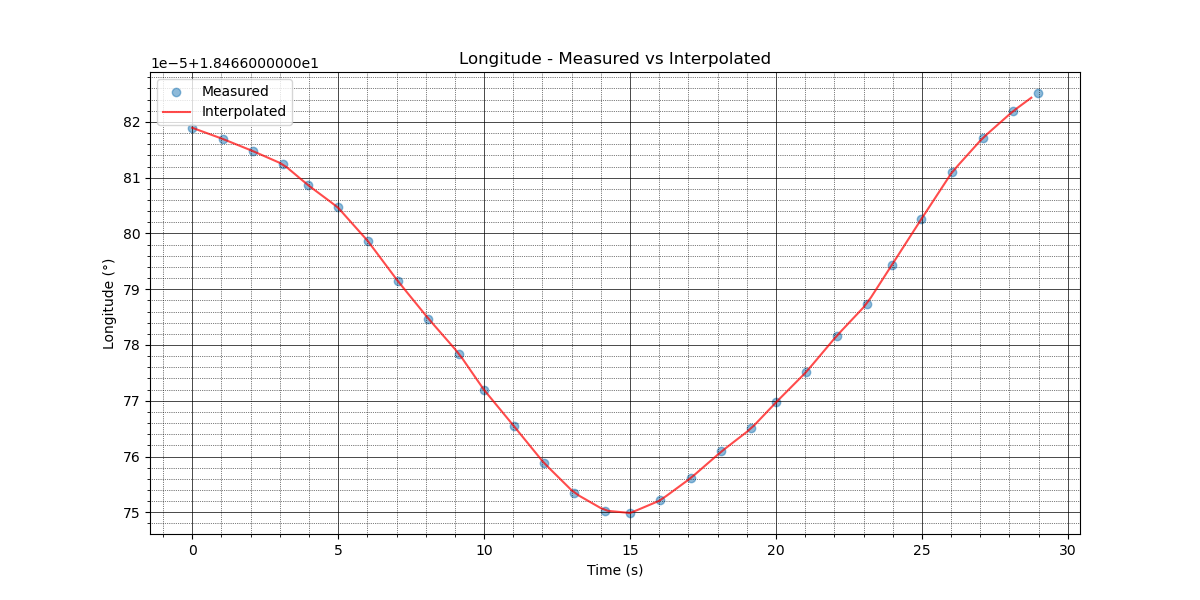 Longitude - Measured vs Interpolated
1e-5+1.8466000000e1
Measured
Interpolated
82
81
80
79
78
77
76
75
Longitude (°)
0 5 10 15 20 25 30
Time (s)